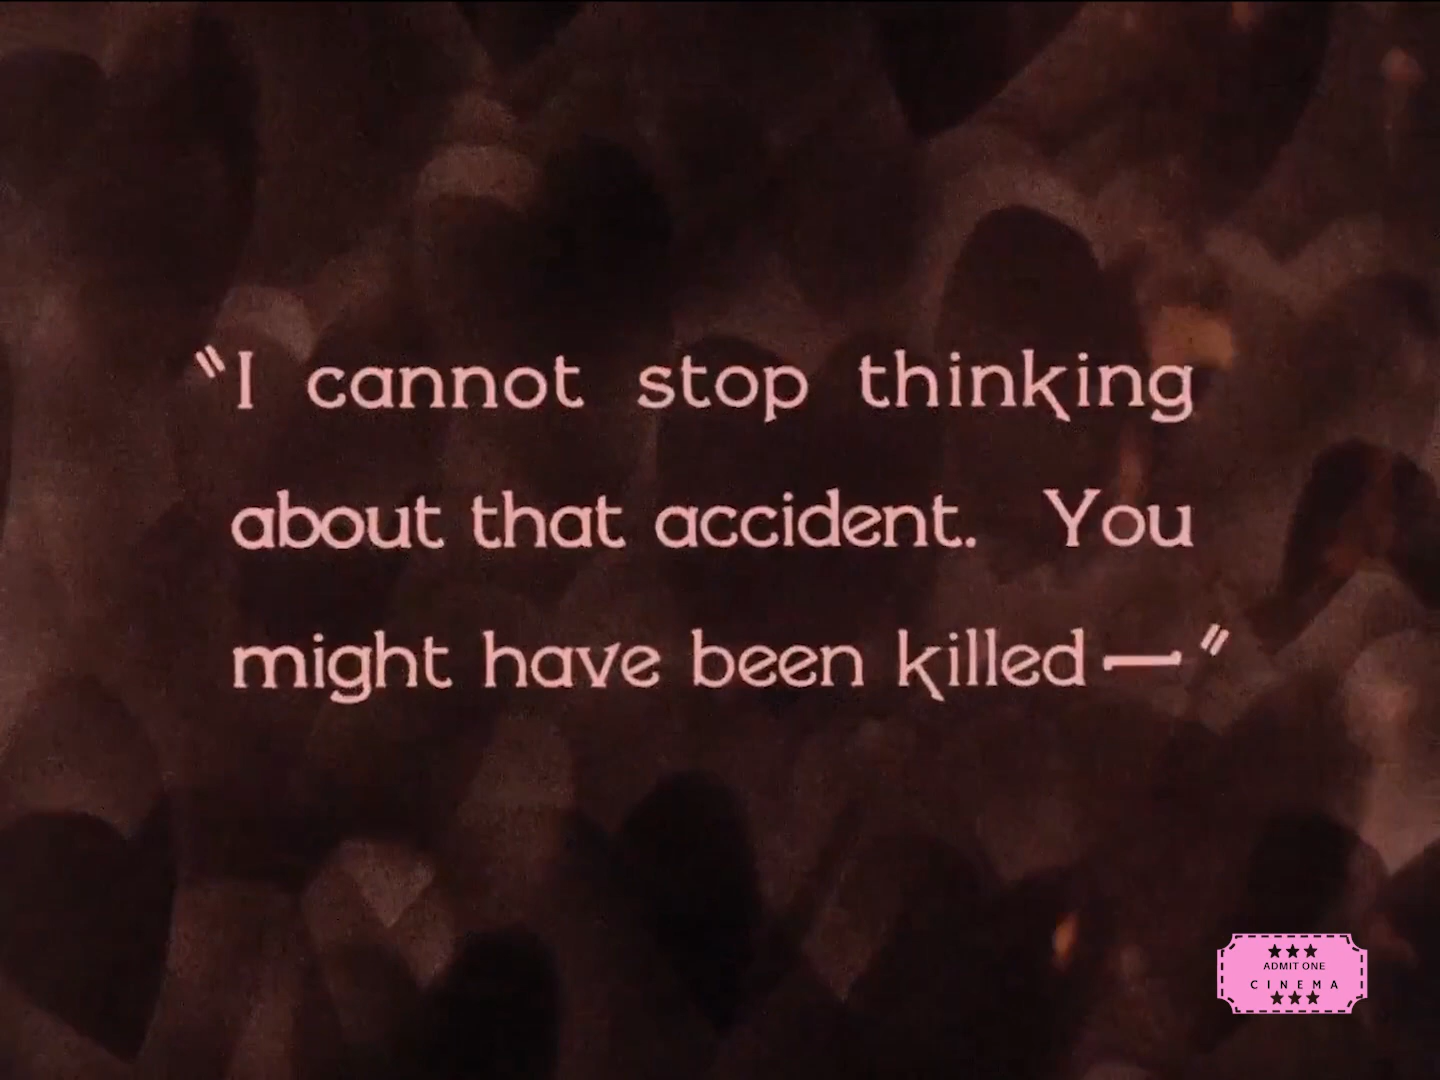 "I cannot stop thinking
about that accident. You
might have been killed—"
ADMIT ONE
CINEMA